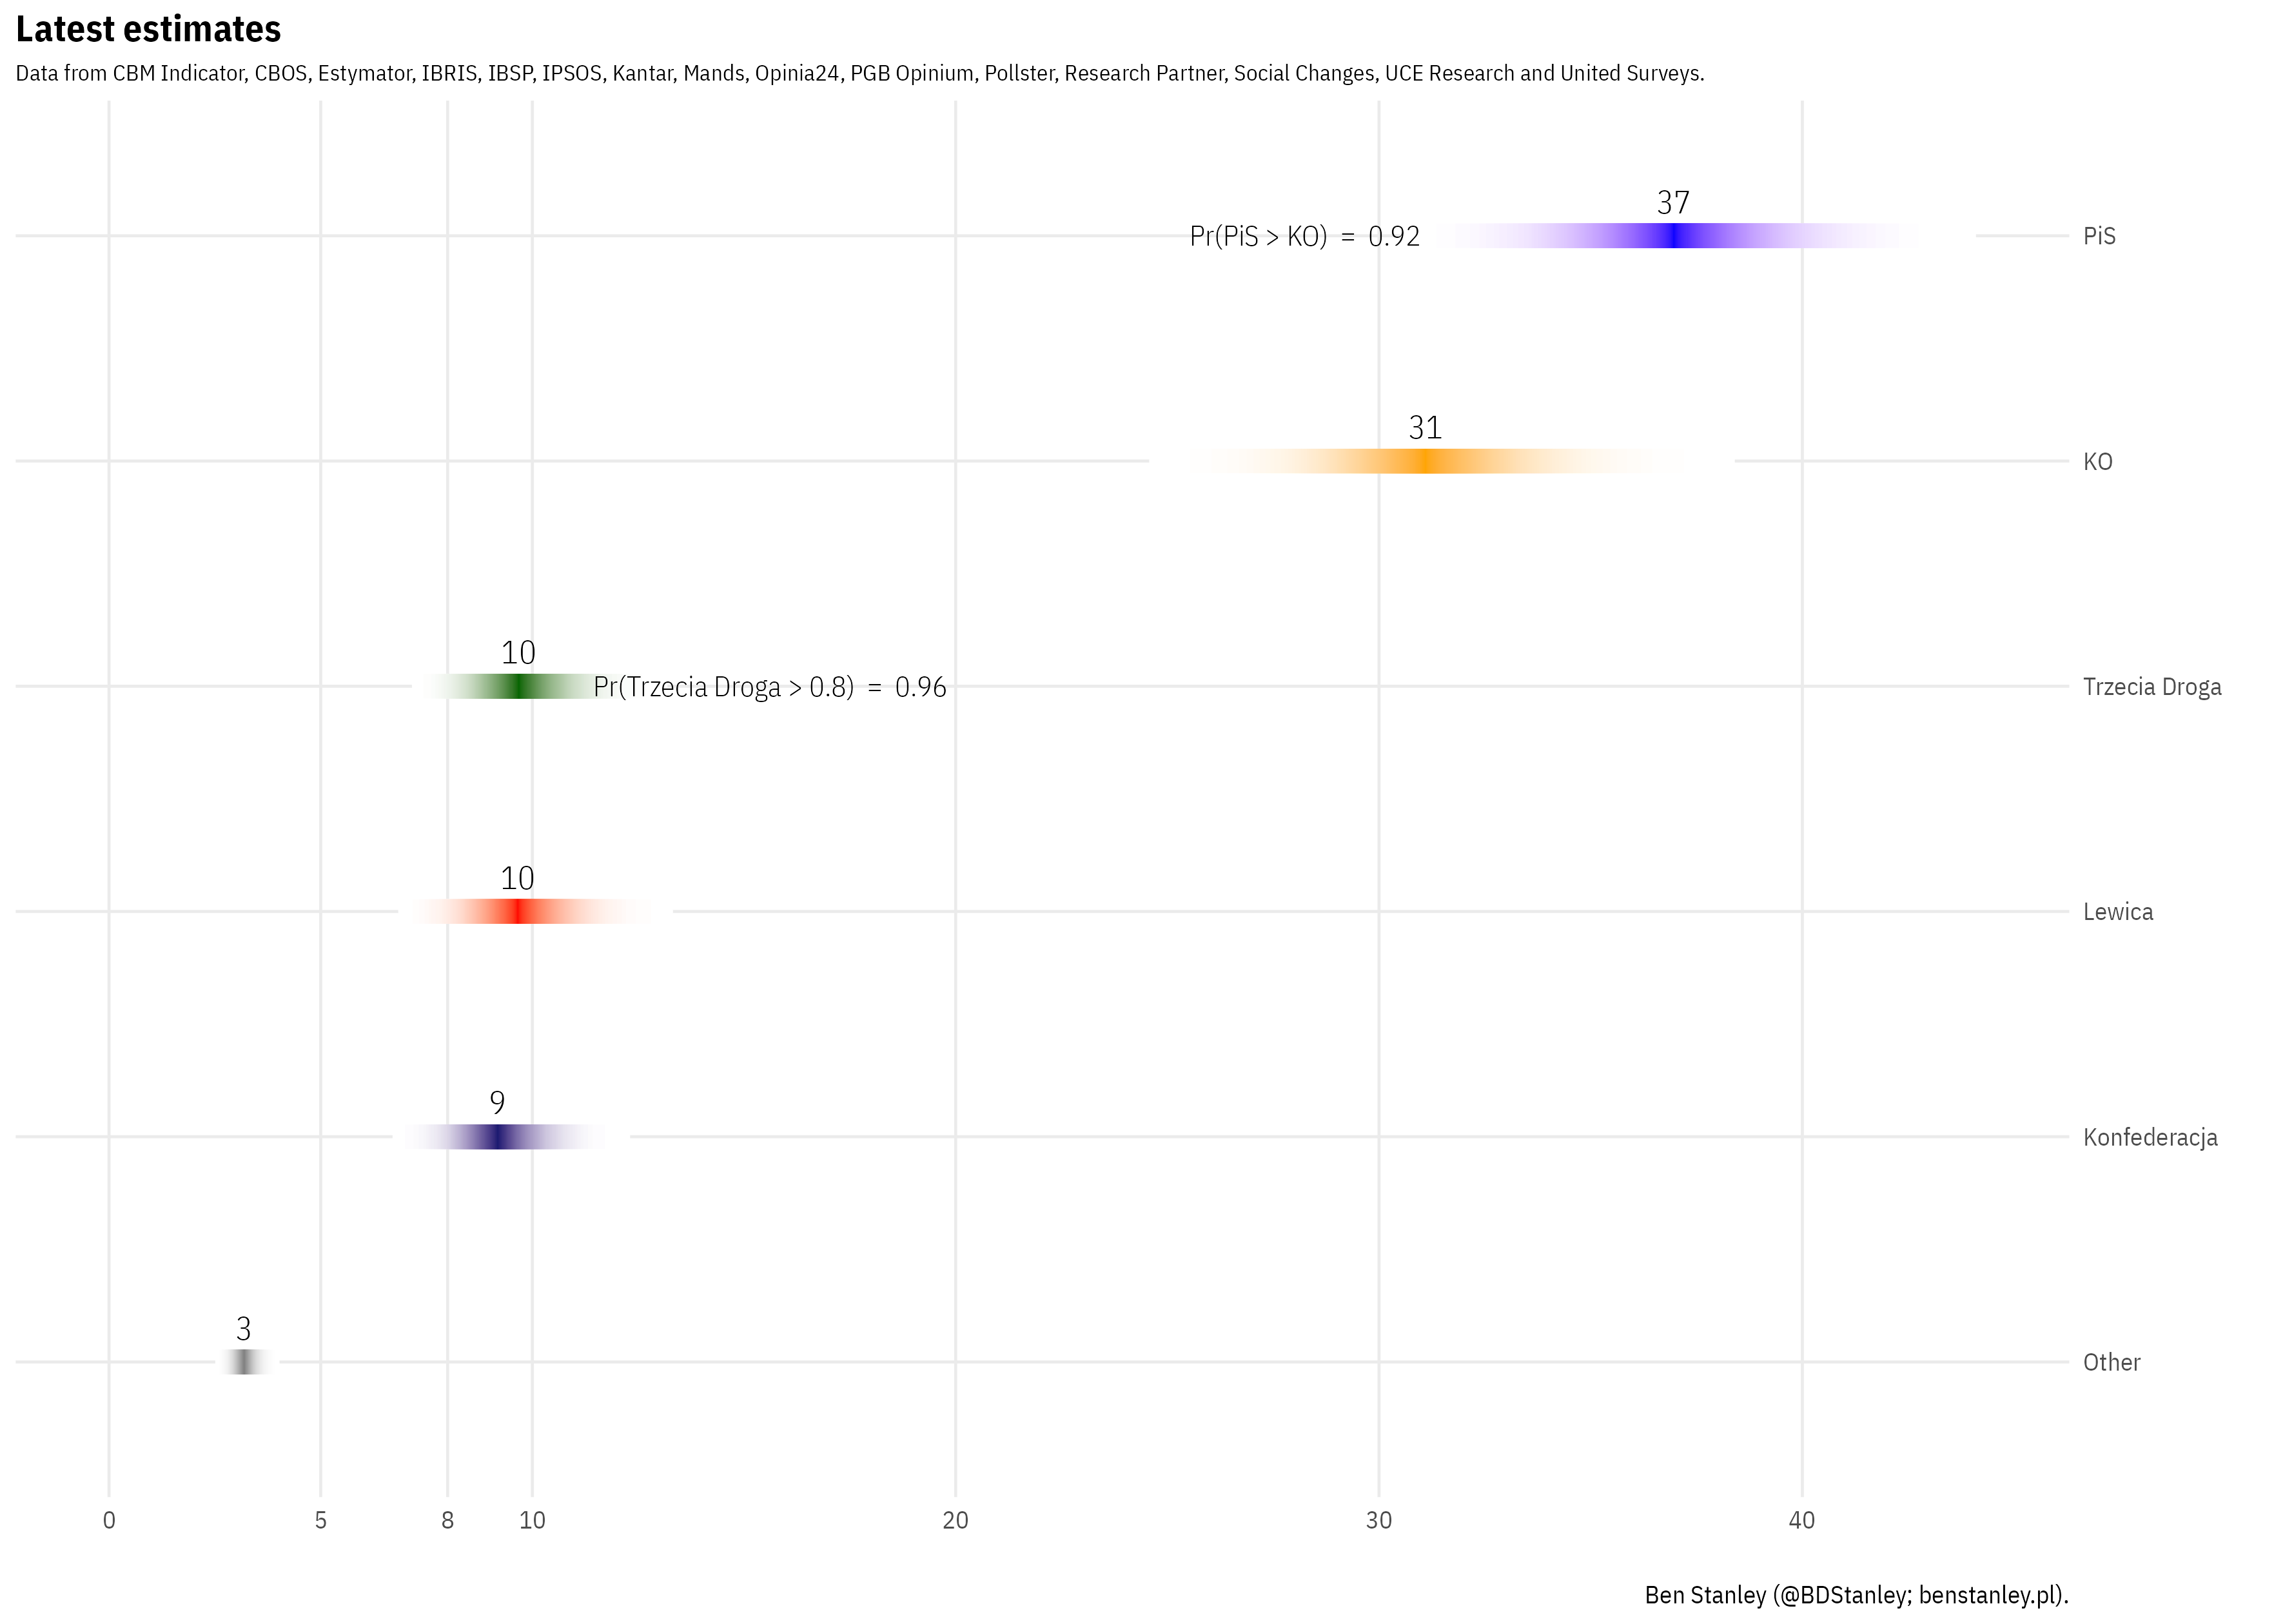 Latest estimates
Data from CBM Indicator, CBOS, Estymator, IBRIS, IBSP, IPSOS, Kantar, Mands, Opinia24, PGB Opinium, Pollster, Research Partner, Social Changes, UCE Research and United Surveys.
37
Pr(PiS > KO) = 0.92
PiS
31
KO
10
Pr(Trzecia Droga > 0.8) = 0.96
Trzecia Droga
10
Lewica
9
Konfederacja
3
Other
0 5 8 10 20 30 40
Ben Stanley (@BDStanley; benstanley.pl).